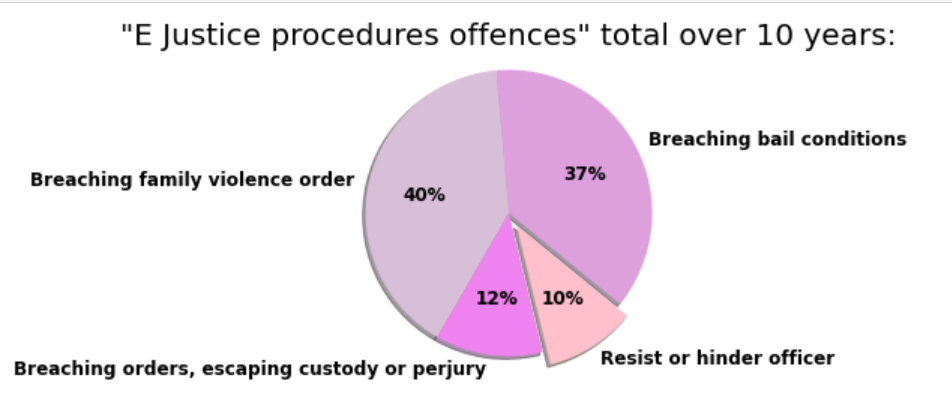 "E Justice procedures offences" total over 10 years:
Breaching bail conditions
37%
Breaching family violence order
40%
12%
10%
Resist or hinder officer
Breaching orders, escaping custody or perjury